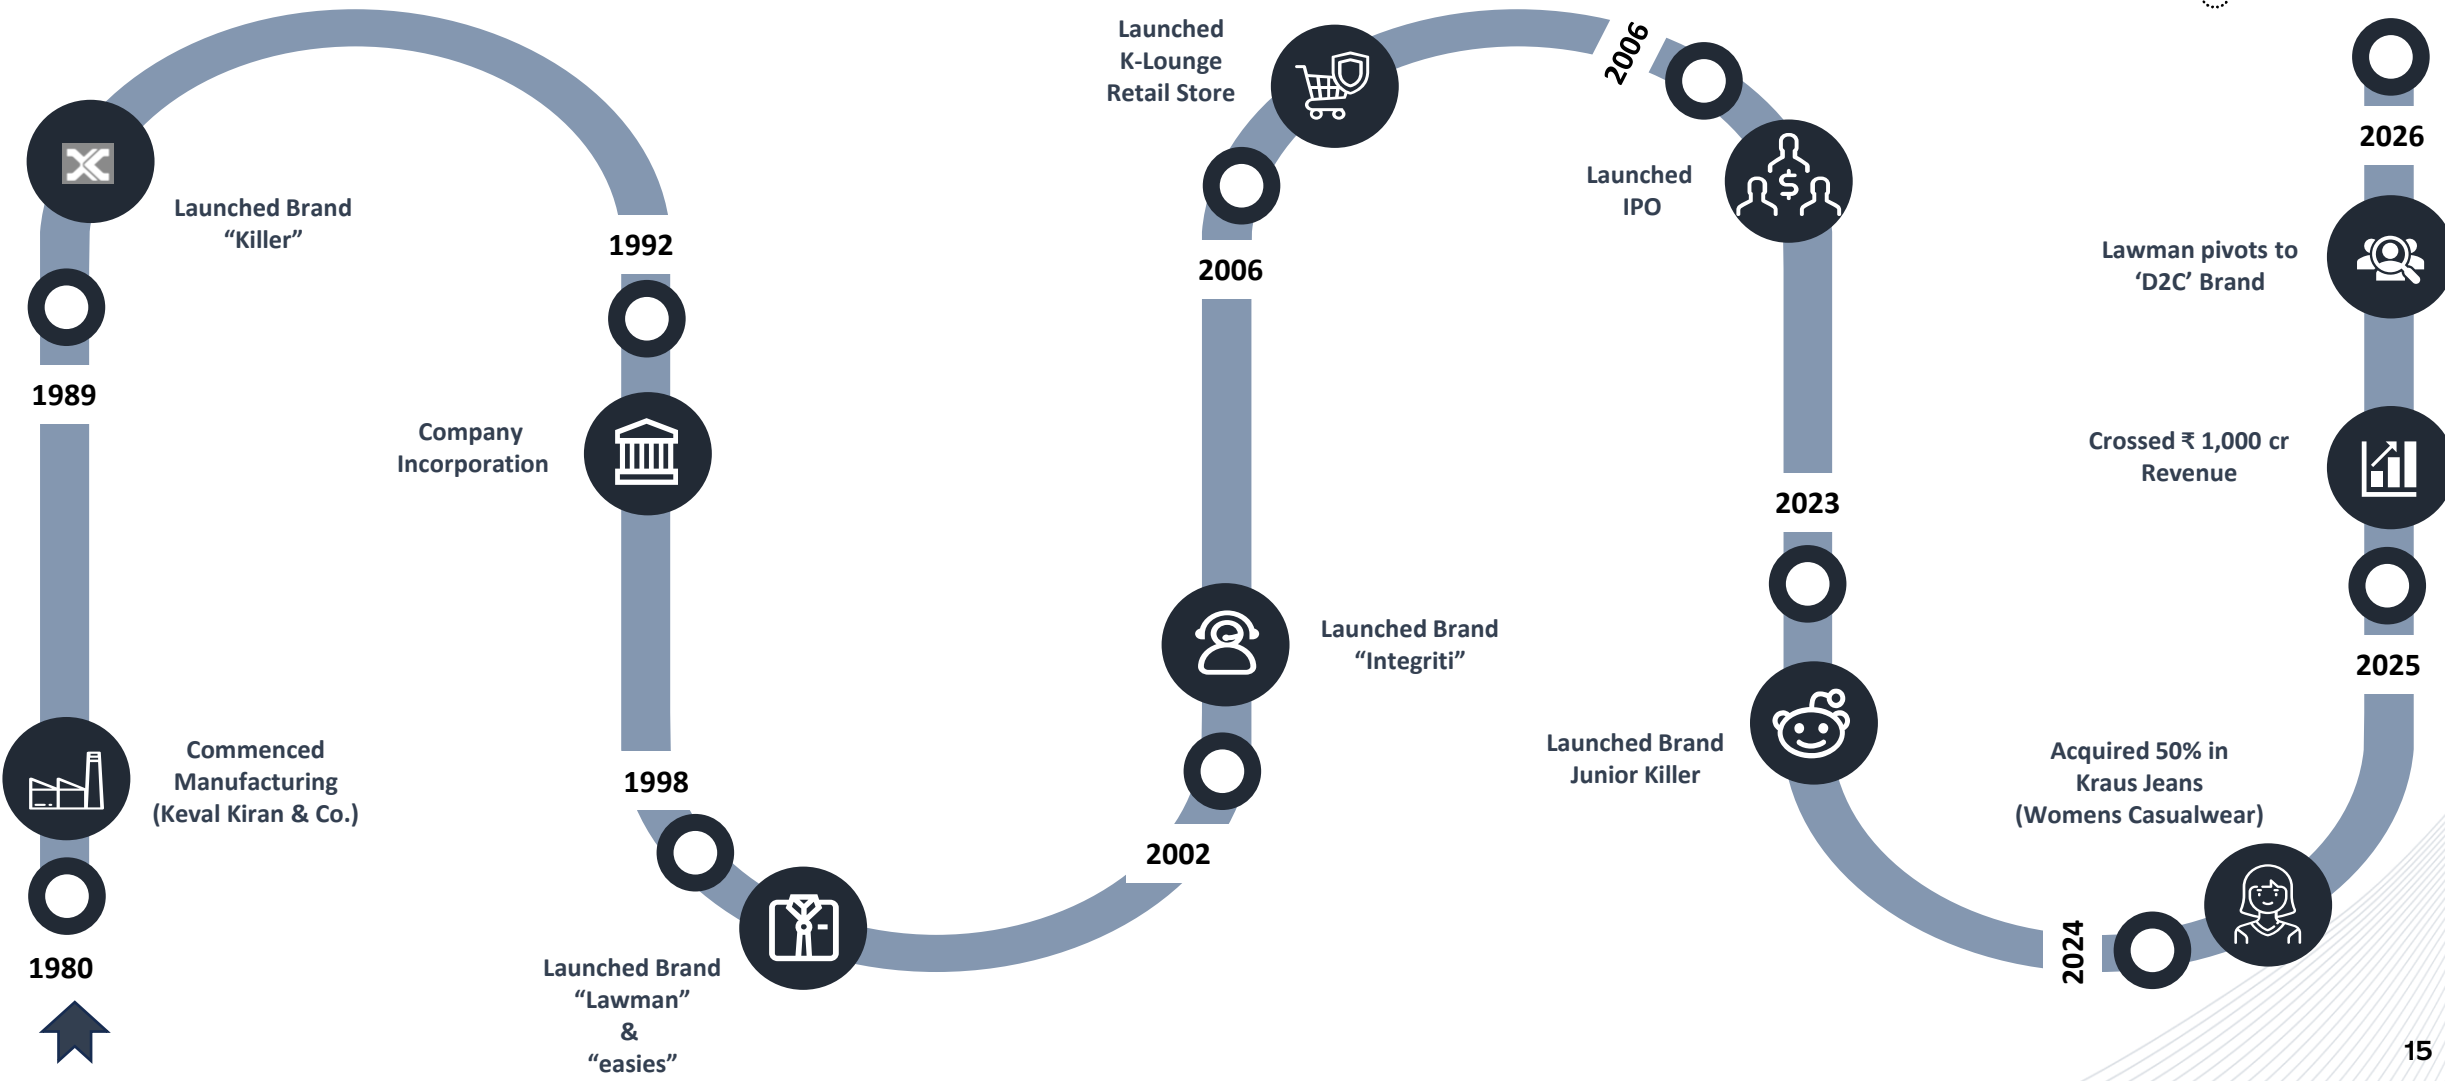 1980
Commenced
Manufacturing
(Keval Kiran & Co.)
1989
Launched Brand
“Killer”
1992
Company
Incorporation
1998
Launched Brand
“Lawman”
&
“easies”
2002
Launched Brand
“Integriti”
2006
Launched
K-Lounge
Retail Store
2006
Launched
IPO
2023
Launched Brand
Junior Killer
2024
Acquired 50% in
Kraus Jeans
(Womens Casualwear)
2025
Crossed ₹ 1,000 cr
Revenue
Lawman pivots to
‘D2C’ Brand
2026
15